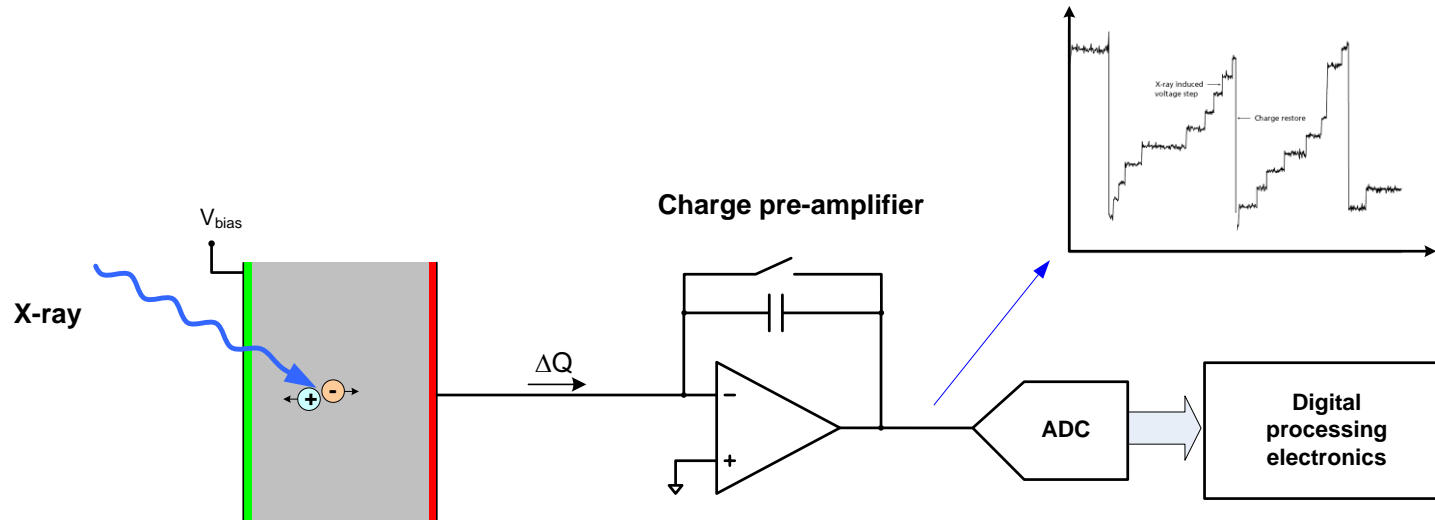 X-ray induced
voltage step
Charge restore
Charge pre-amplifier
Vbias
X-ray
+
-
ΔQ
−
+
ADC
Digital
processing
electronics